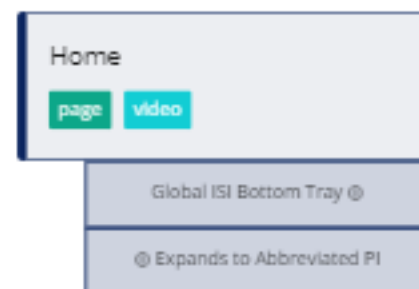 Home
page video
Global ISI Bottom Tray ◎
◎ Expands to Abbreviated PI